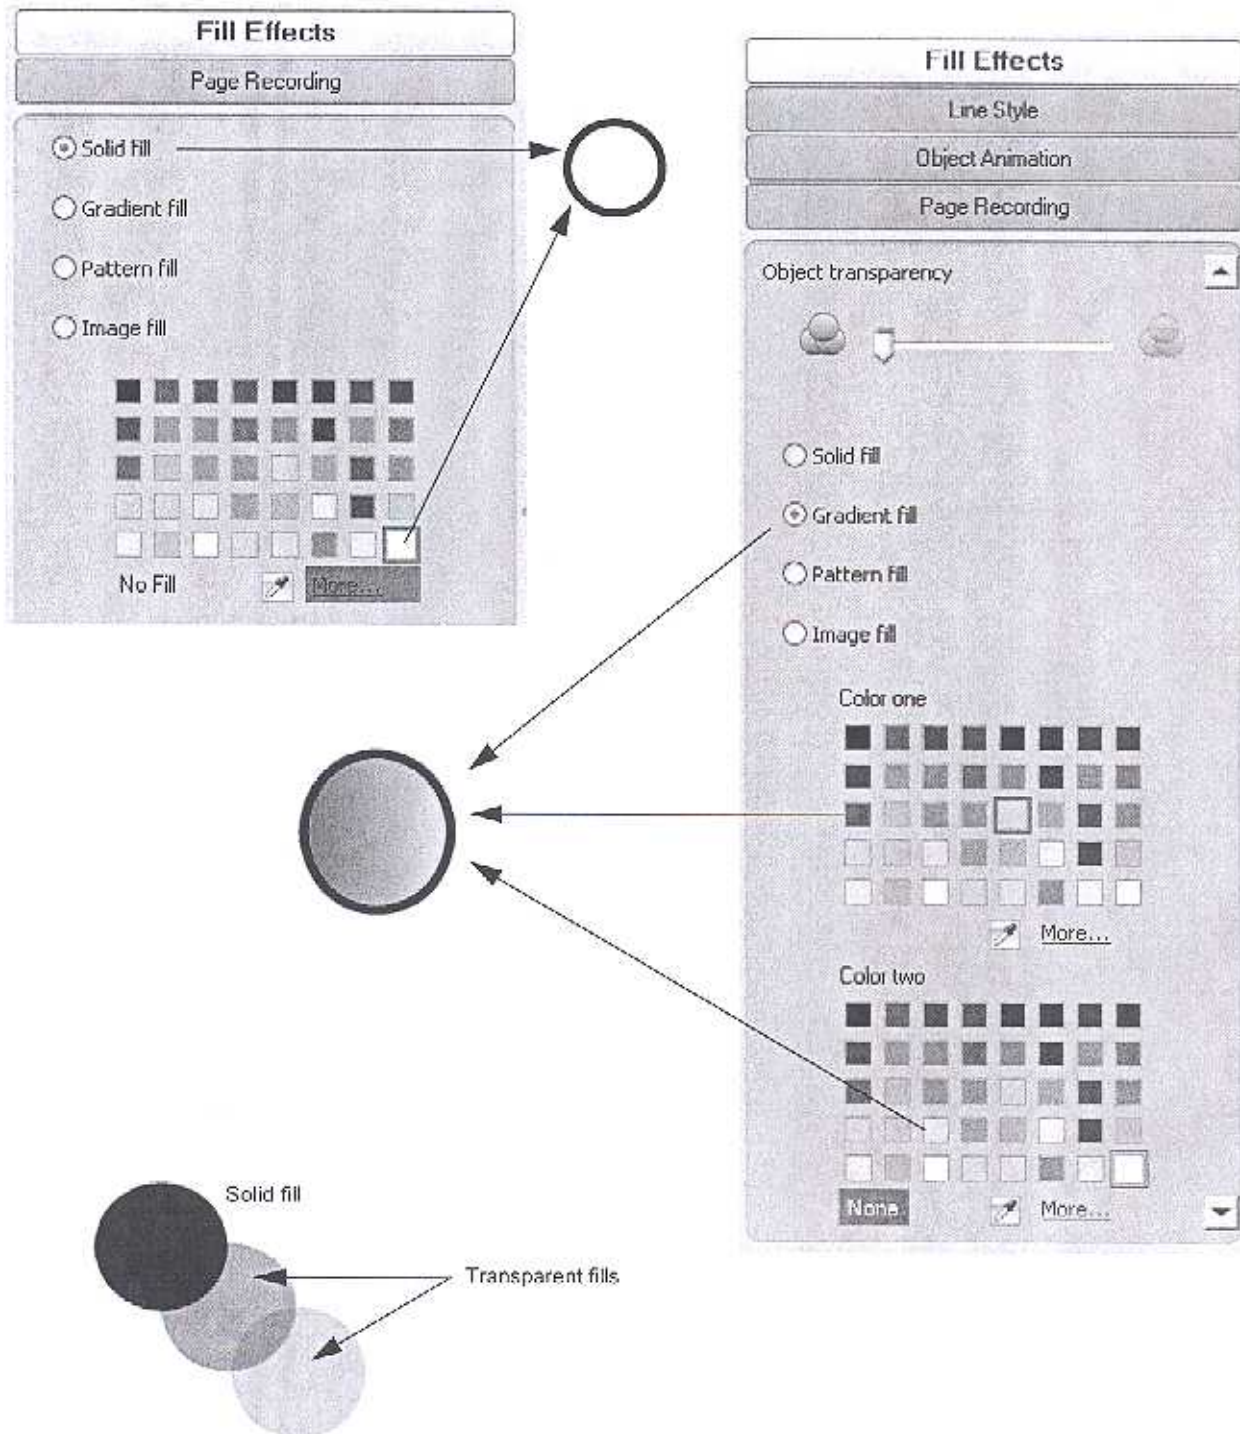 Fill Effects
Page Recording
Solid fill
Gradient fill
Pattern fill
Image fill
No Fill
More...
Fill Effects
Line Style
Object Animation
Page Recording
Object transparency
Solid fill
Gradient fill
Pattern fill
Image fill
Color one
More...
Color two
None
More...
Solid fill
Transparent fills